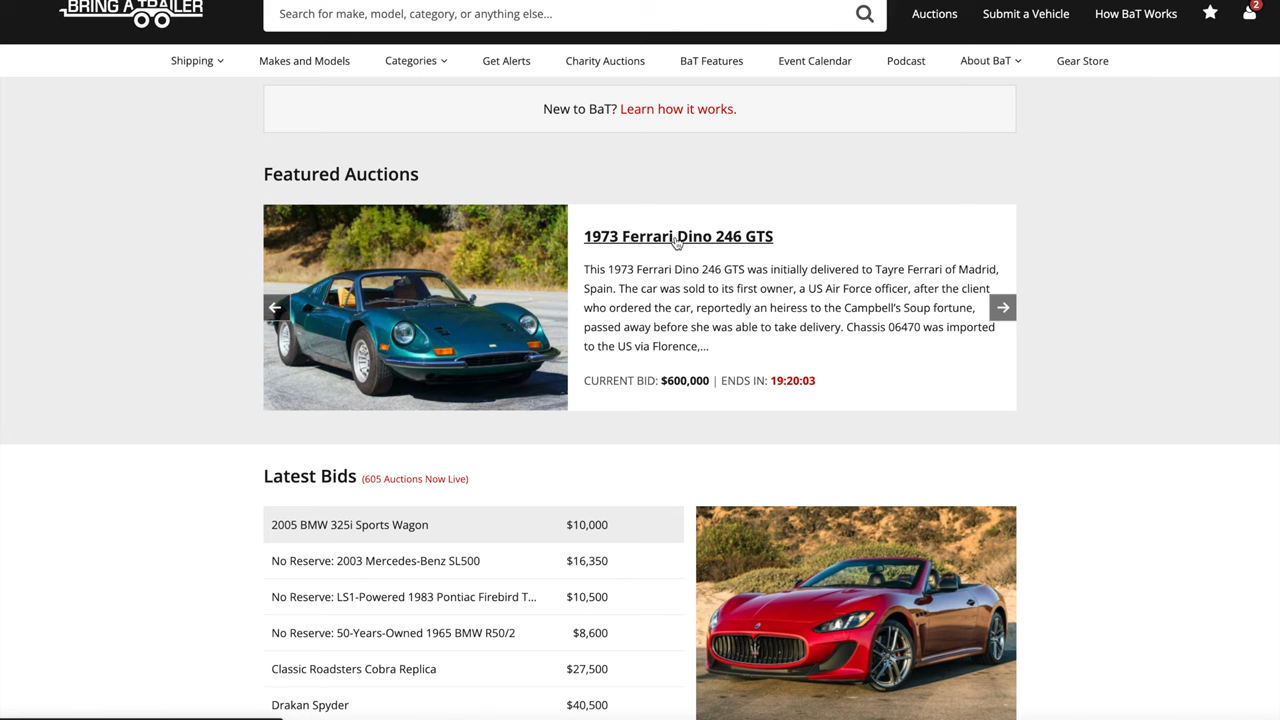 BRING A TRAILER
Search for make, model, category, or anything else...
Auctions
Submit a Vehicle
How BaT Works
2
Shipping
Makes and Models
Categories
Get Alerts
Charity Auctions
BaT Features
Event Calendar
Podcast
About BaT
Gear Store
New to BaT? Learn how it works.
Featured Auctions
1973 Ferrari Dino 246 GTS
This 1973 Ferrari Dino 246 GTS was initially delivered to Tayre Ferrari of Madrid,
Spain. The car was sold to its first owner, a US Air Force officer, after the client
who ordered the car, reportedly an heiress to the Campbell’s Soup fortune,
passed away before she was able to take delivery. Chassis 06470 was imported
to the US via Florence,...
CURRENT BID: $600,000 | ENDS IN: 19:20:03
Latest Bids (605 Auctions Now Live)
2005 BMW 325i Sports Wagon $10,000
No Reserve: 2003 Mercedes-Benz SL500 $16,350
No Reserve: LS1-Powered 1983 Pontiac Firebird T... $10,500
No Reserve: 50-Years-Owned 1965 BMW R50/2 $8,600
Classic Roadsters Cobra Replica $27,500
Drakan Spyder $40,500